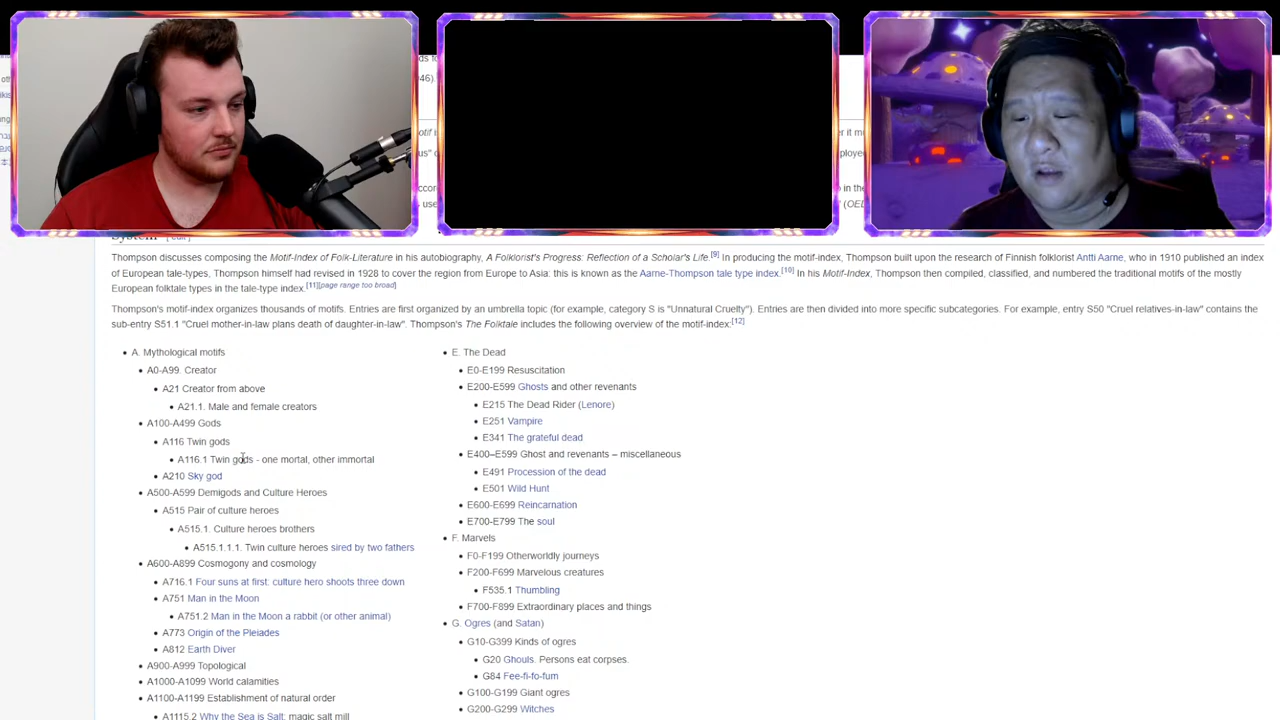 System [ edit ]
Thompson discusses composing the Motif-Index of Folk-Literature in his autobiography, A Folklorist's Progress: Reflection of a Scholar's Life.[9] In producing the motif-index, Thompson built upon the research of Finnish folklorist Antti Aarne, who in 1910 published an index
of European tale-types, Thompson himself had revised in 1928 to cover the region from Europe to Asia: this is known as the Aarne-Thompson tale type index.[10] In his Motif-Index, Thompson then compiled, classified, and numbered the traditional motifs of the mostly
European folktale types in the tale-type index.[11][page range too broad]
Thompson's motif-index organizes thousands of motifs. Entries are first organized by an umbrella topic (for example, category S is "Unnatural Cruelty"). Entries are then divided into more specific subcategories. For example, entry S50 "Cruel relatives-in-law" contains the
sub-entry S51.1 "Cruel mother-in-law plans death of daughter-in-law". Thompson's The Folktale includes the following overview of the motif-index:[12]
• A. Mythological motifs
• A0-A99. Creator
• A21 Creator from above
• A21.1. Male and female creators
• A100-A499 Gods
• A116 Twin gods
• A116.1 Twin gods - one mortal, other immortal
• A210 Sky god
• A500-A599 Demigods and Culture Heroes
• A515 Pair of culture heroes
• A515.1. Culture heroes brothers
• A515.1.1.1. Twin culture heroes sired by two fathers
• A600-A899 Cosmogony and cosmology
• A716.1 Four suns at first: culture hero shoots three down
• A751 Man in the Moon
• A751.2 Man in the Moon a rabbit (or other animal)
• A773 Origin of the Pleiades
• A812 Earth Diver
• A900-A999 Topological
• A1000-A1099 World calamities
• A1100-A1199 Establishment of natural order
• A1115.2 Why the Sea is Salt: magic salt mill
• E. The Dead
• E0-E199 Resuscitation
• E200-E599 Ghosts and other revenants
• E215 The Dead Rider (Lenore)
• E251 Vampire
• E341 The grateful dead
• E400–E599 Ghost and revenants – miscellaneous
• E491 Procession of the dead
• E501 Wild Hunt
• E600-E699 Reincarnation
• E700-E799 The soul
• F. Marvels
• F0-F199 Otherworldly journeys
• F200-F699 Marvelous creatures
• F535.1 Thumbling
• F700-F899 Extraordinary places and things
• G. Ogres (and Satan)
• G10-G399 Kinds of ogres
• G20 Ghouls. Persons eat corpses.
• G84 Fee-fi-fo-fum
• G100-G199 Giant ogres
• G200-G299 Witches